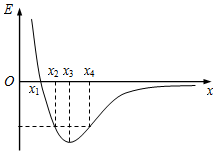 E
O x₁ x₂ x₃ x₄ x